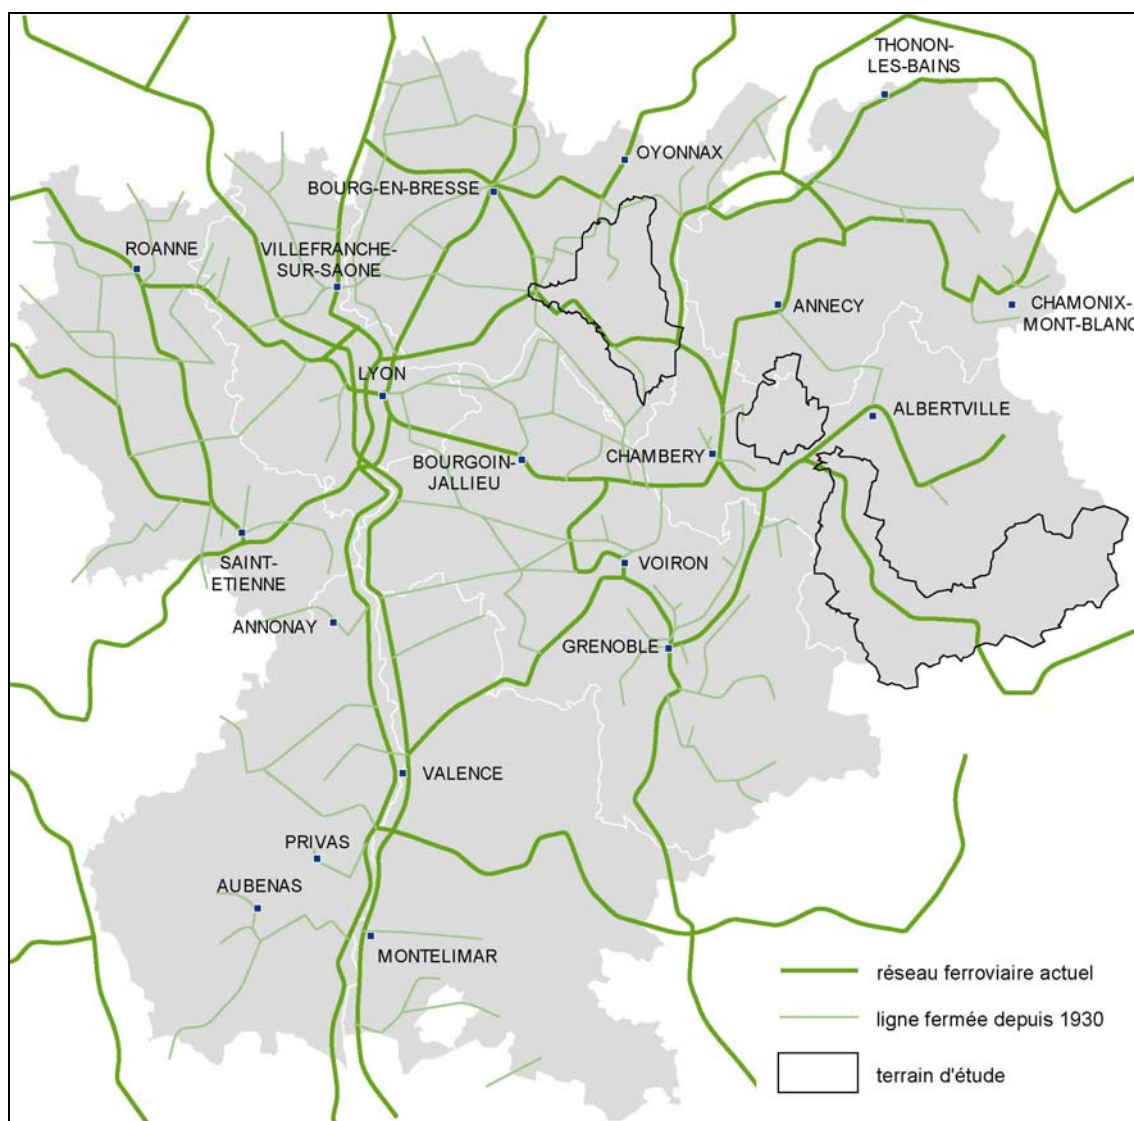 THONON-
LES-BAINS
OYONNAX
BOURG-EN-BRESSE
ROANNE
VILLEFRANCHE-
SUR-SAONE
ANNECY
CHAMONIX-
MONT-BLANC
LYON
ALBERTVILLE
BOURGOIN-
JALLIEU
CHAMBERY
SAINT-
ETIENNE
VOIRON
ANNONAY
GRENOBLE
VALENCE
PRIVAS
AUBENAS
MONTELIMAR
réseau ferroviaire actuel
ligne fermée depuis 1930
terrain d'étude